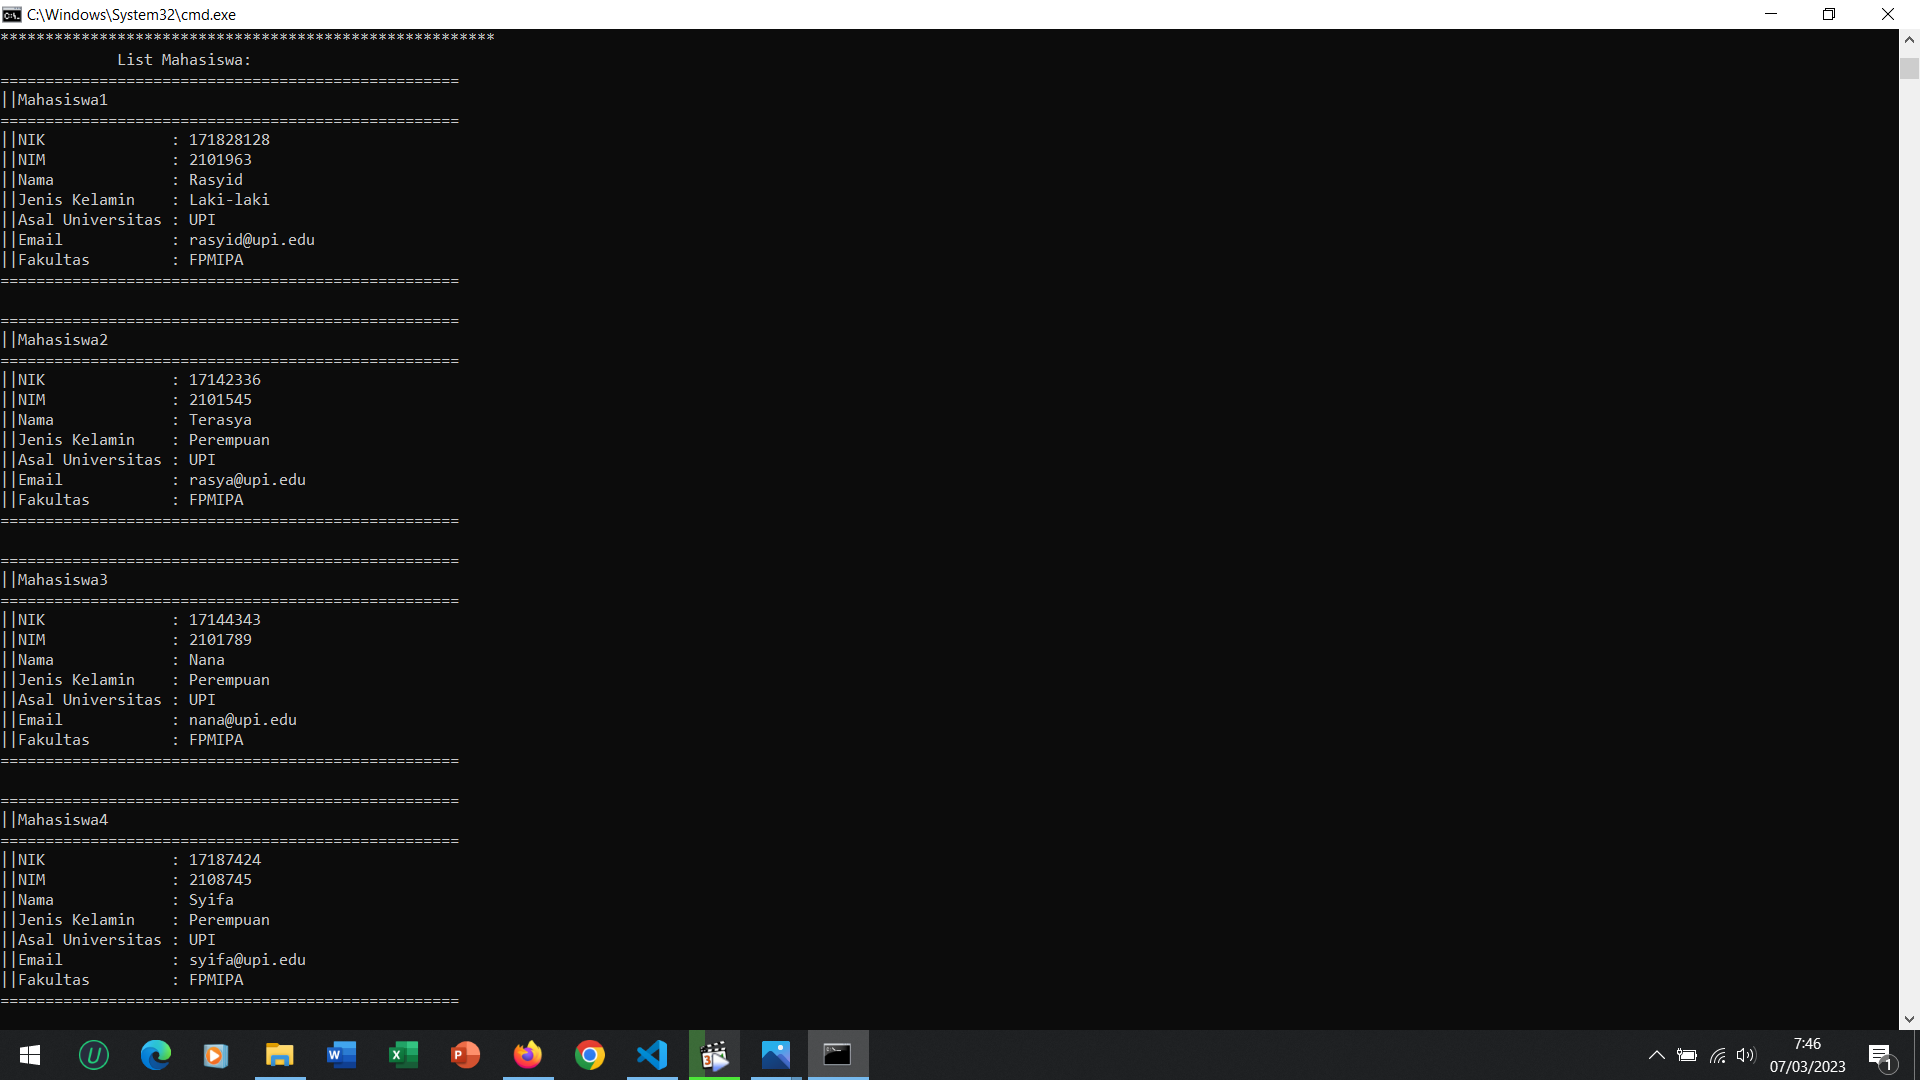 C:\Windows\System32\cmd.exe
*******************************************************
             List Mahasiswa:
===================================================
||Mahasiswa1
===================================================
||NIK              : 171828128
||NIM              : 2101963
||Nama             : Rasyid
||Jenis Kelamin    : Laki-laki
||Asal Universitas : UPI
||Email            : rasyid@upi.edu
||Fakultas         : FPMIPA
===================================================

===================================================
||Mahasiswa2
===================================================
||NIK              : 17142336
||NIM              : 2101545
||Nama             : Terasya
||Jenis Kelamin    : Perempuan
||Asal Universitas : UPI
||Email            : rasya@upi.edu
||Fakultas         : FPMIPA
===================================================

===================================================
||Mahasiswa3
===================================================
||NIK              : 17144343
||NIM              : 2101789
||Nama             : Nana
||Jenis Kelamin    : Perempuan
||Asal Universitas : UPI
||Email            : nana@upi.edu
||Fakultas         : FPMIPA
===================================================

===================================================
||Mahasiswa4
===================================================
||NIK              : 17187424
||NIM              : 2108745
||Nama             : Syifa
||Jenis Kelamin    : Perempuan
||Asal Universitas : UPI
||Email            : syifa@upi.edu
||Fakultas         : FPMIPA
===================================================
7:46
07/03/2023
1